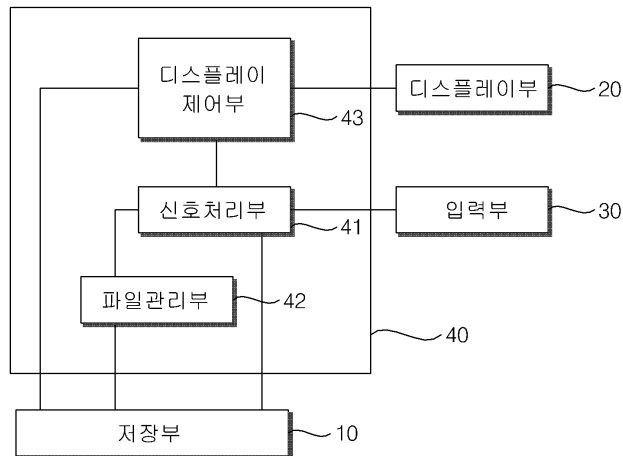 디스플레이
제어부
43
디스플레이부
20
신호처리부
41
입력부
30
파일관리부
42
40
저장부
10